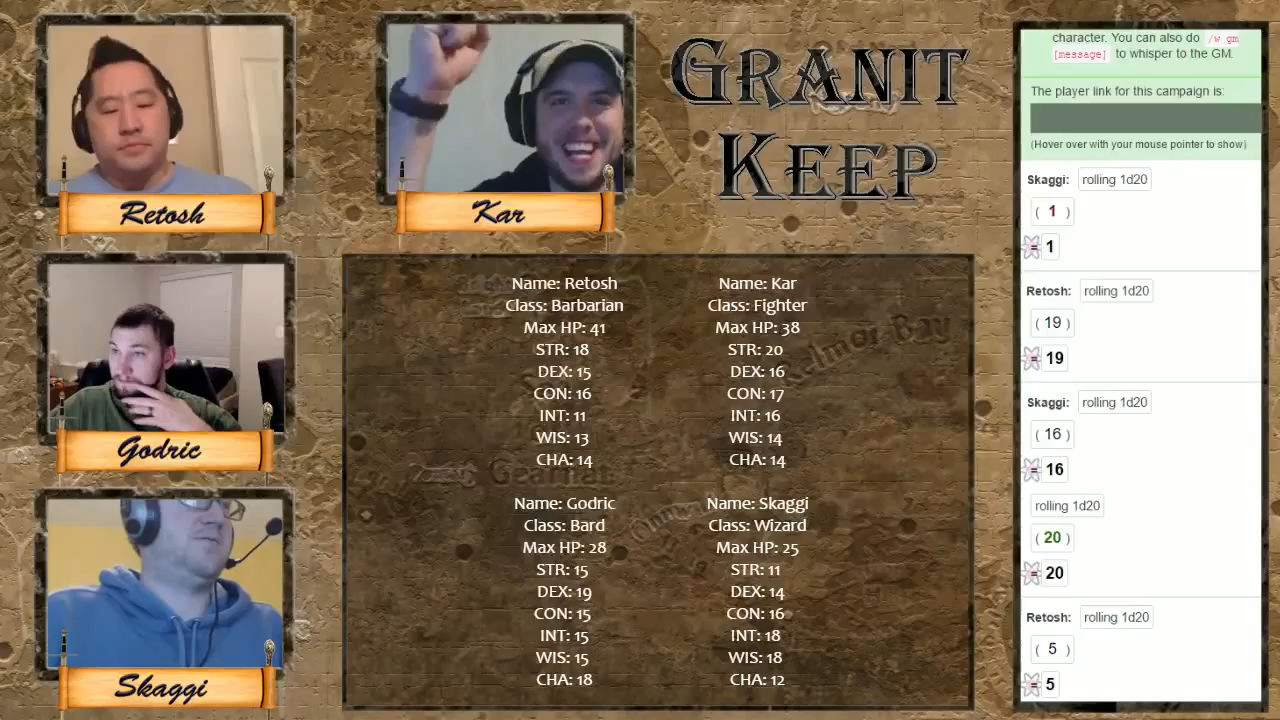 Retosh
Kar
Godric
Skaggi
GRANIT
KEEP
Name: Retosh
Class: Barbarian
Max HP: 41
STR: 18
DEX: 15
CON: 16
INT: 11
WIS: 13
CHA: 14
Name: Kar
Class: Fighter
Max HP: 38
STR: 20
DEX: 16
CON: 17
INT: 16
WIS: 14
CHA: 14
Name: Godric
Class: Bard
Max HP: 28
STR: 15
DEX: 19
CON: 15
INT: 15
WIS: 15
CHA: 18
Name: Skaggi
Class: Wizard
Max HP: 25
STR: 11
DEX: 14
CON: 16
INT: 18
WIS: 18
CHA: 12
character. You can also do /w gm
[message] to whisper to the GM.
The player link for this campaign is:
(Hover over with your mouse pointer to show)
Skaggi: rolling 1d20
( 1 )
= 1
Retosh: rolling 1d20
( 19 )
= 19
Skaggi: rolling 1d20
( 16 )
= 16
rolling 1d20
( 20 )
= 20
Retosh: rolling 1d20
( 5 )
= 5